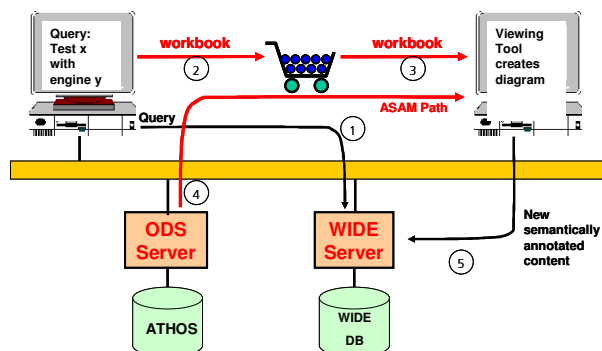 Query:
Test x
with
engine y
workbook
2
workbook
3
Viewing
Tool
creates
diagram
ASAM Path
Query
1
4
ODS
Server
WIDE
Server
New
semantically
annotated
content
5
ATHOS
WIDE
DB